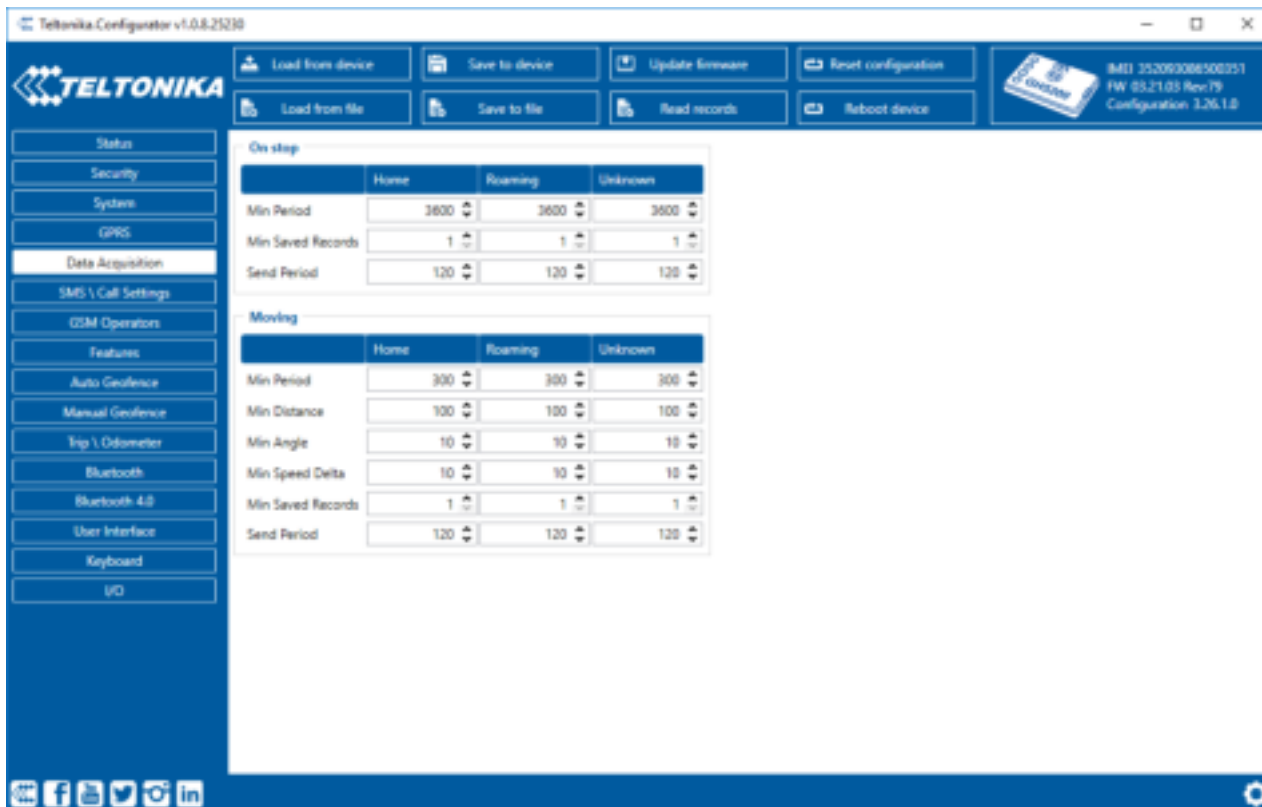 Teltonika.Configurator v1.0.8.25230
TELTONIKA
Load from device
Save to device
Update firmware
Reset configuration
Load from file
Save to file
Read records
Reboot device
IMEI 352093086500351
FW 03.21.03 Rev:79
Configuration 3.26.1.0
Status
Security
System
GPRS
Data Acquisition
SMS \ Call Settings
GSM Operators
Features
Auto Geofence
Manual Geofence
Trip \ Odometer
Bluetooth
Bluetooth 4.0
User Interface
Keyboard
I/O
On stop
Home Roaming Unknown
Min Period 3600 3600 3600
Min Saved Records 1 1 1
Send Period 120 120 120
Moving
Home Roaming Unknown
Min Period 300 300 300
Min Distance 100 100 100
Min Angle 10 10 10
Min Speed Delta 10 10 10
Min Saved Records 1 1 1
Send Period 120 120 120